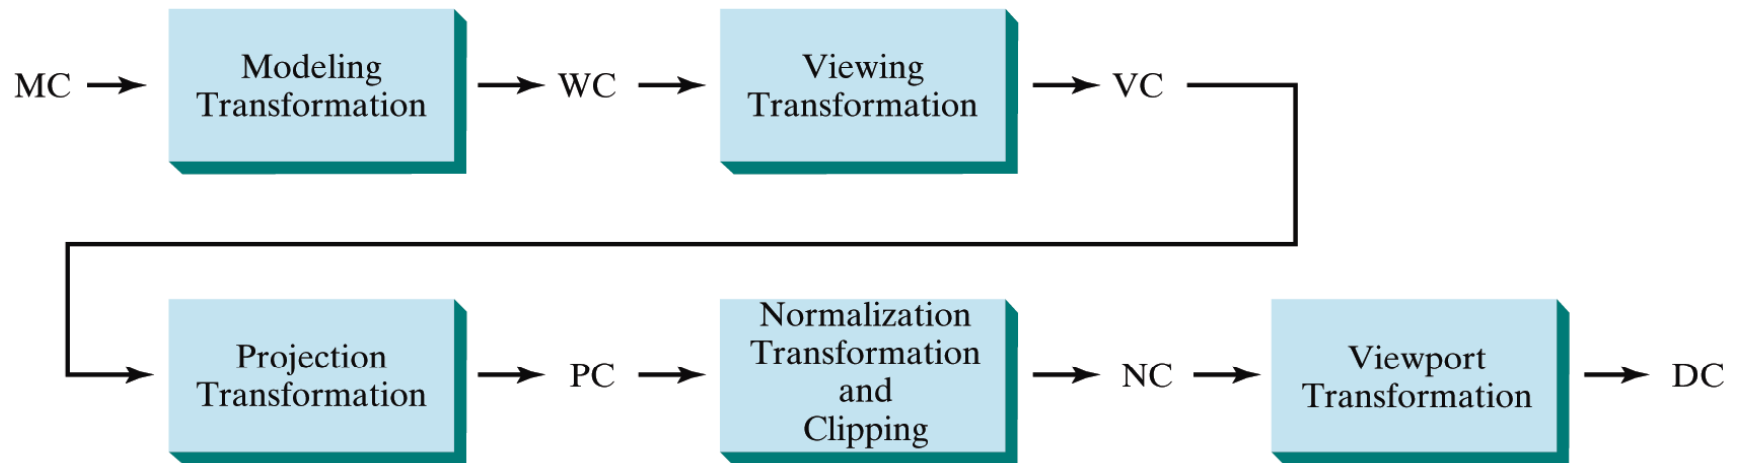 MC
Modeling
Transformation
WC
Viewing
Transformation
VC
Projection
Transformation
PC
Normalization
Transformation
and
Clipping
NC
Viewport
Transformation
DC